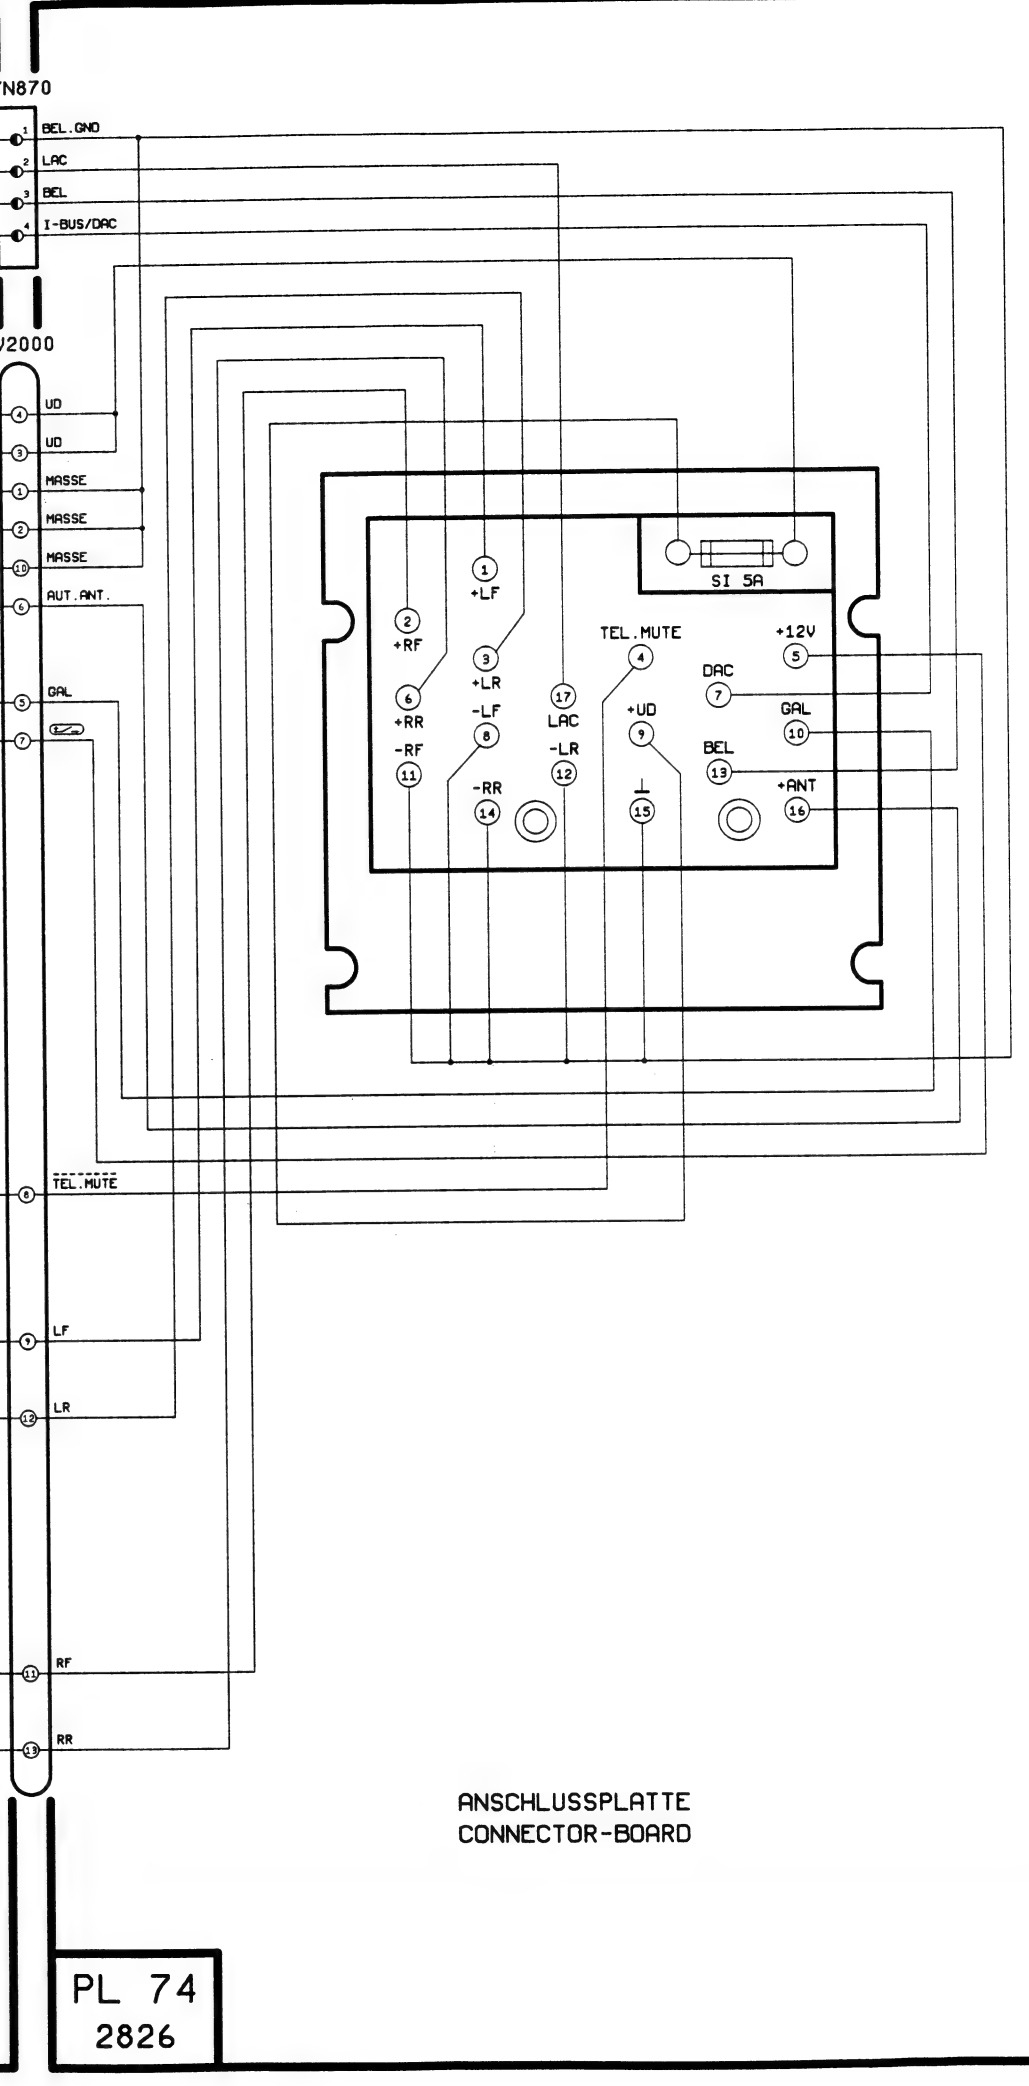 N870
1 BEL.GND
2 LAC
3 BEL
4 I-BUS/DAC
V2000
4 UD
3 UD
1 MASSE
2 MASSE
10 MASSE
6 AUT.ANT.
5 GAL
7
SI 5A
1
+LF
2
+RF
TEL.MUTE
4
+12V
5
3
+LR
DAC
7
6
+RR
17
LAC
-LF
8
+UD
9
GAL
10
-RF
11
-LR
12
BEL
13
-RR
14
15
+ANT
16
8 TEL.MUTE
9 LF
12 LR
11 RF
13 RR
ANSCHLUSSPLATTE
CONNECTOR-BOARD
PL 74
2826